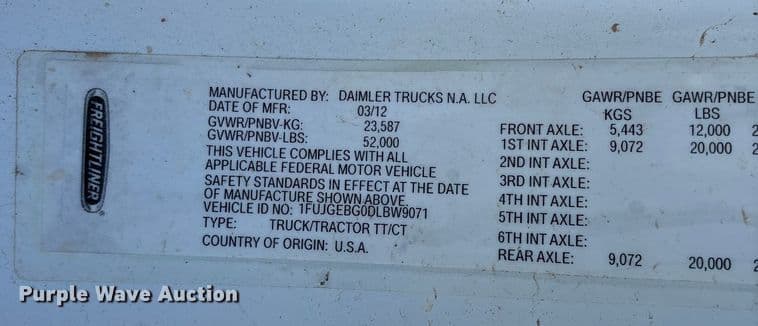 FREIGHTLINER
MANUFACTURED BY: DAIMLER TRUCKS N.A. LLC
DATE OF MFR: 03/12
GVWR/PNBV-KG: 23,587
GVWR/PNBV-LBS: 52,000
THIS VEHICLE COMPLIES WITH ALL
APPLICABLE FEDERAL MOTOR VEHICLE
SAFETY STANDARDS IN EFFECT AT THE DATE
OF MANUFACTURE SHOWN ABOVE
VEHICLE ID NO: 1FUJGEBG0DLBW9071
TYPE: TRUCK/TRACTOR TT/CT
COUNTRY OF ORIGIN: U.S.A.
GAWR/PNBE GAWR/PNBE
KGS LBS
FRONT AXLE: 5,443 12,000 2
1ST INT AXLE: 9,072 20,000 2
2ND INT AXLE:
3RD INT AXLE:
4TH INT AXLE:
5TH INT AXLE:
6TH INT AXLE:
REAR AXLE: 9,072 20,000 2
Purple Wave Auction